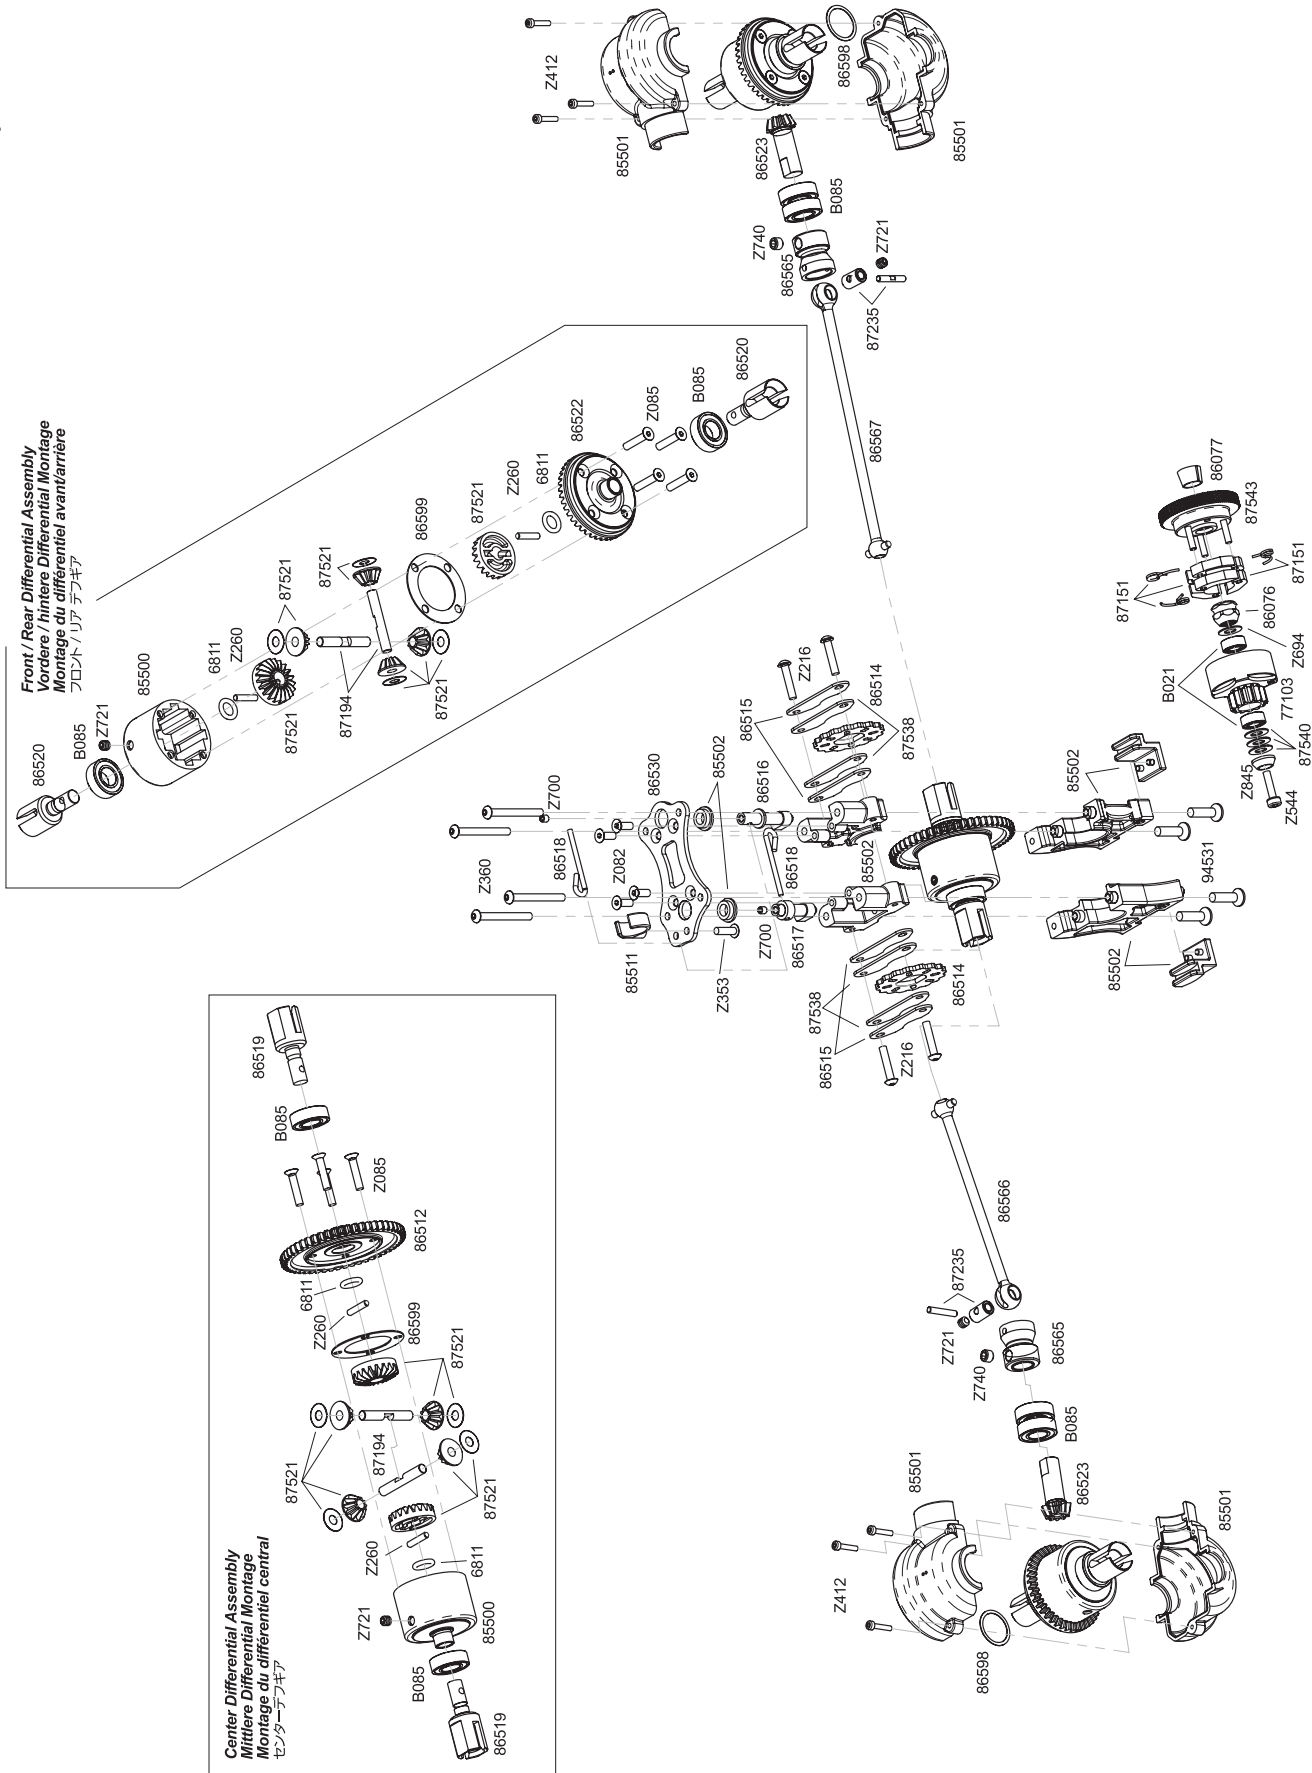 Front / Rear Differential Assembly
Vordere / hintere Differential Montage
Montage du différentiel avant/arrière
フロント / リア デフギア
86520
B085
Z721
85500
6811
Z260
87521
87521
87194
87521
87521
86599
87521
Z260
6811
86522
Z085
B085
86520
Z412
85501
86598
85501
86523
B085
Z740
86565
Z721
87235
86567
86077
87543
87151
87151
86076
Z694
B021
77103
87540
Z845
Z544
Z216
86514
86515
87538
85502
86516
86530
Z700
Z360
86518
Z082
86518
85502
85511
Z353
Z700
86517
85502
94531
85502
86514
87538
86515
Z216
86566
87235
Z721
Z740
86565
B085
86523
85501
85501
Z412
86598
Center Differential Assembly
Mittlere Differential Montage
Montage du différentiel central
センターデフギア
86519
B085
Z085
86512
6811
Z260
86599
87521
87521
87194
87521
Z260
6811
Z721
85500
B085
86519